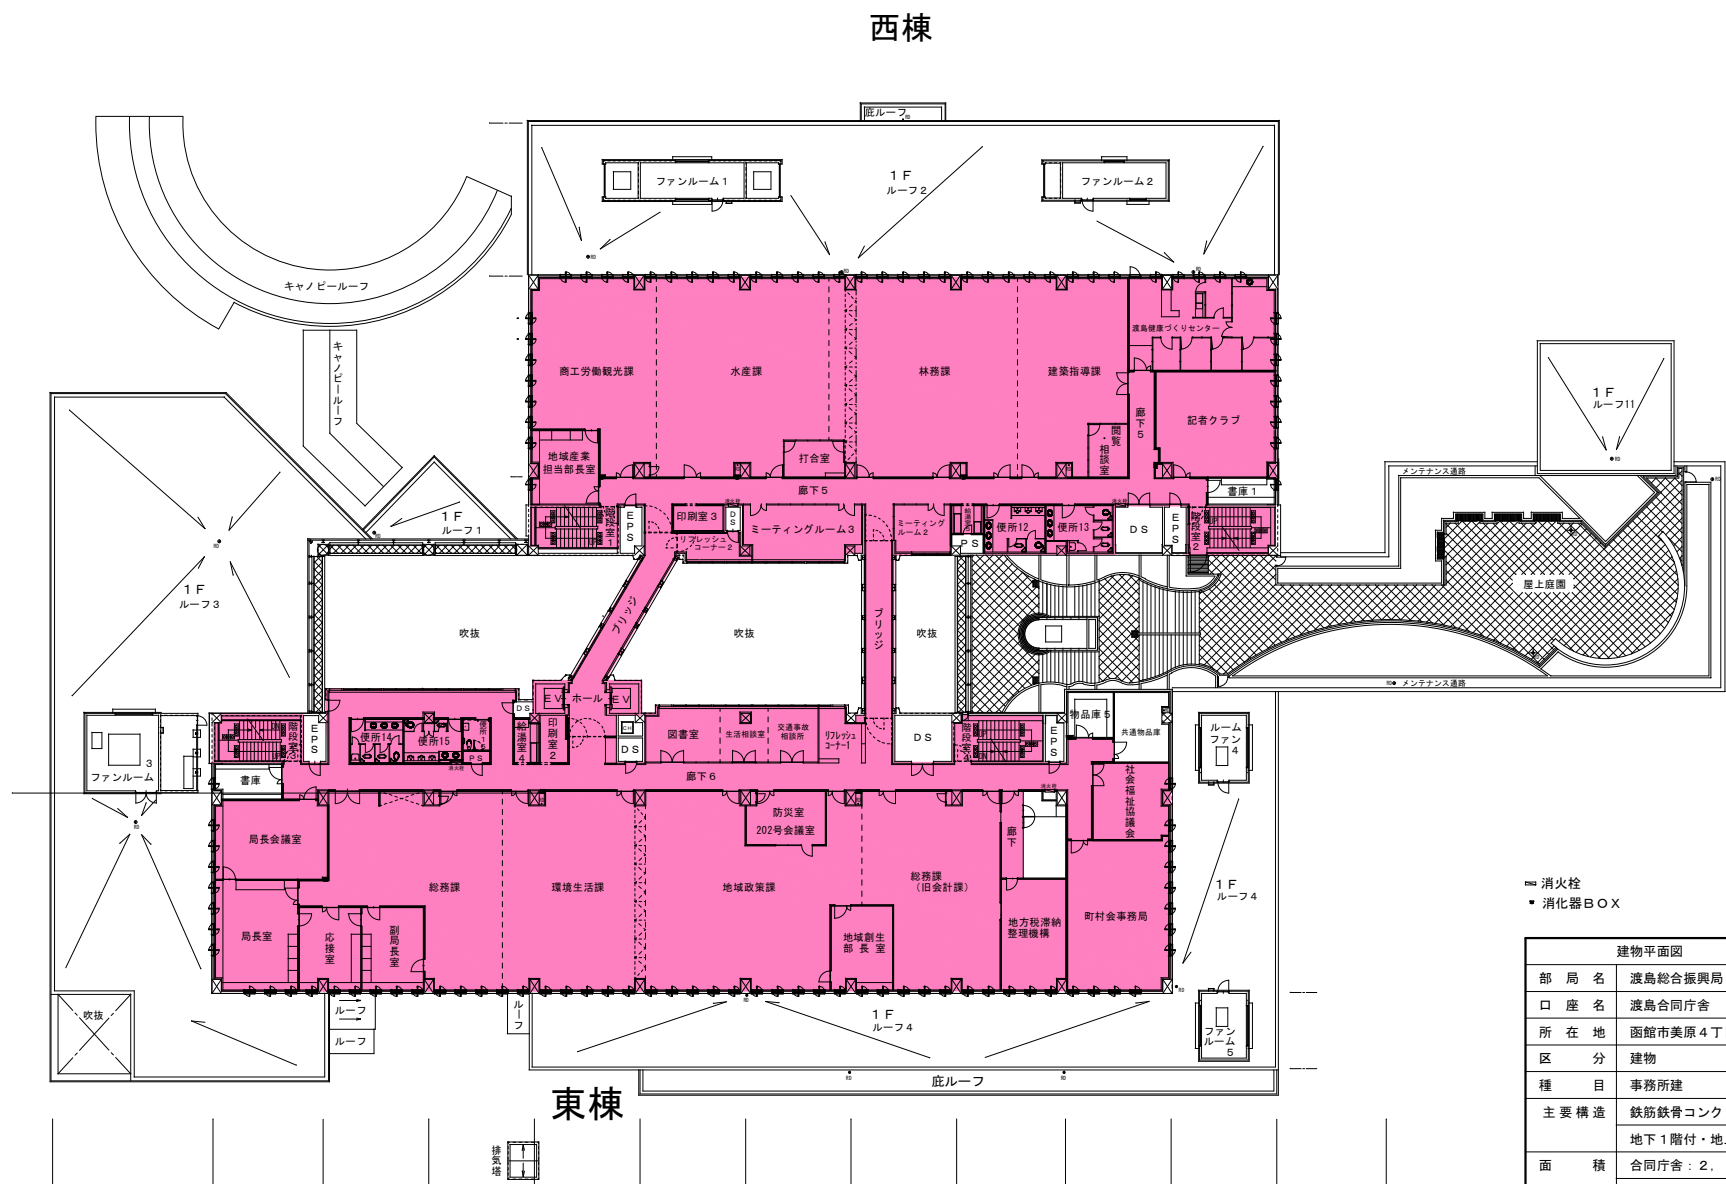 西棟
庇ルーフ
ファンルーム1
1F
ルーフ2
ファンルーム2
キャノピールーフ
キャノピールーフ
渡島健康づくりセンター
商工労働観光課
水産課
林務課
建築指導課
記者クラブ
廊下5
閲覧・相談室
打合室
地域産業
担当部長室
廊下5
書庫1
1F
ルーフ11
メンテナンス通路
1F
ルーフ1
階段室1
EPS
印刷室3
DS
消火栓
リフレッシュ
コーナー2
ミーティングルーム3
ミーティング
ルーム2
PS
便所12
便所13
消火栓
DS
EPS
階段室2
屋上庭園
1F
ルーフ3
吹抜
ブリッジ
吹抜
ブリッジ
吹抜
メンテナンス通路
EV
ホール
EV
DS
階段室3
EPS
便所14
便所15
PS
消火栓
給湯室4
印刷室2
DS
図書室
生活相談室
交通事故
相談所
リフレッシュ
コーナー1
DS
EPS
物品庫5
共通物品庫
ルーム
ファン
4
3
ファンルーム
書庫
廊下6
消火栓
社会福祉協議会
局長会議室
防災室
202号会議室
廊下
総務課
環境生活課
地域政策課
総務課
(旧会計課)
局長室
応接室
副局長室
地域創生
部長室
地方税滞納
整理機構
町村会事務局
1F
ルーフ4
消火栓
消化器BOX
吹抜
ルーフ
ルーフ
ルーフ
1F
ルーフ4
ファン
ルーム
5
庇ルーフ
東棟
排気塔
建物平面図
部局名 渡島総合振興局
口座名 渡島合同庁舎
所在地 函館市美原4丁
区分 建物
種目 事務所建
主要構造 鉄筋鉄骨コンク
地下1階付・地上
面積 合同庁舎:2,